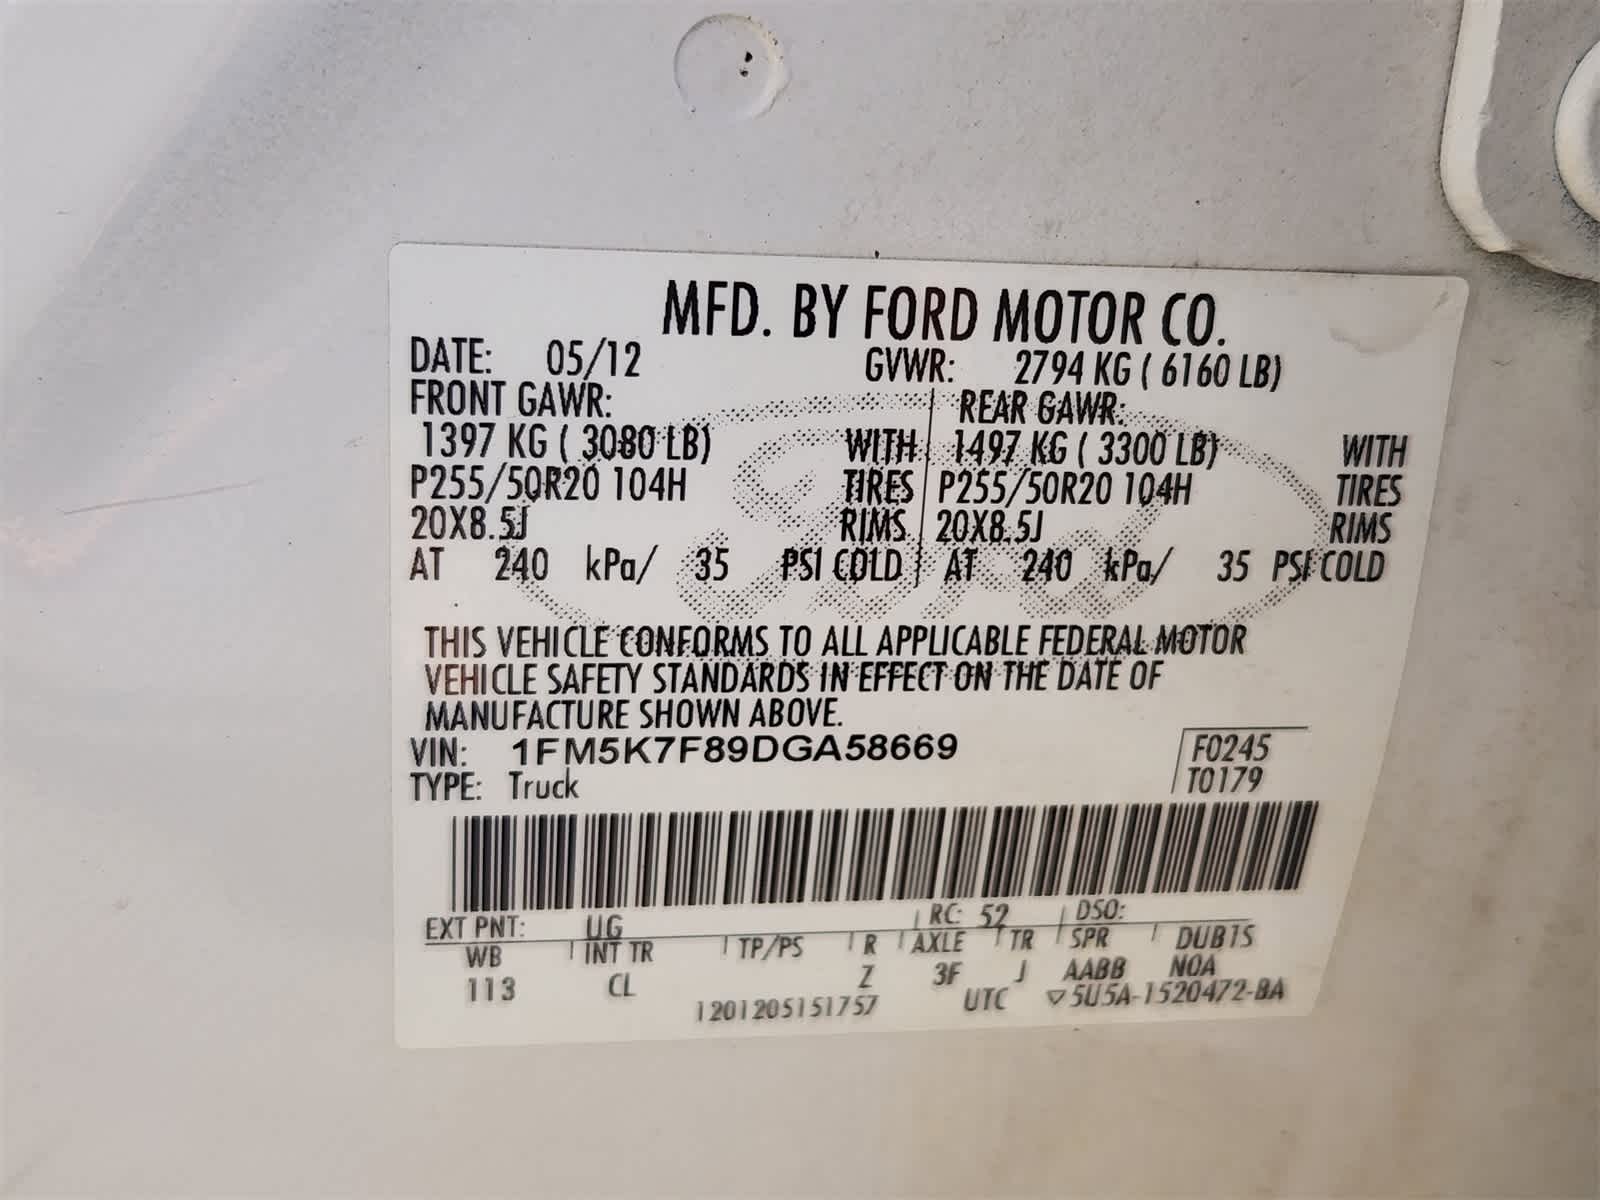 MFD. BY FORD MOTOR CO.
DATE: 05/12 GVWR: 2794 KG ( 6160 LB)
FRONT GAWR: REAR GAWR:
1397 KG ( 3080 LB) WITH 1497 KG ( 3300 LB) WITH
P255/50R20 104H TIRES P255/50R20 104H TIRES
20X8.5J RIMS 20X8.5J RIMS
AT 240 kPa/ 35 PSI COLD AT 240 kPa/ 35 PSI COLD
Ford
THIS VEHICLE CONFORMS TO ALL APPLICABLE FEDERAL MOTOR
VEHICLE SAFETY STANDARDS IN EFFECT ON THE DATE OF
MANUFACTURE SHOWN ABOVE.
VIN: 1FM5K7F89DGA58669 F0245
TYPE: Truck T0179
EXT PNT: UG RC: 52 DSO:
WB INT TR TP/PS R AXLE TR SPR DUB1S
113 CL Z 3F J AABB NOA
1201205151757 UTC ▽5U5A-1520472-BA